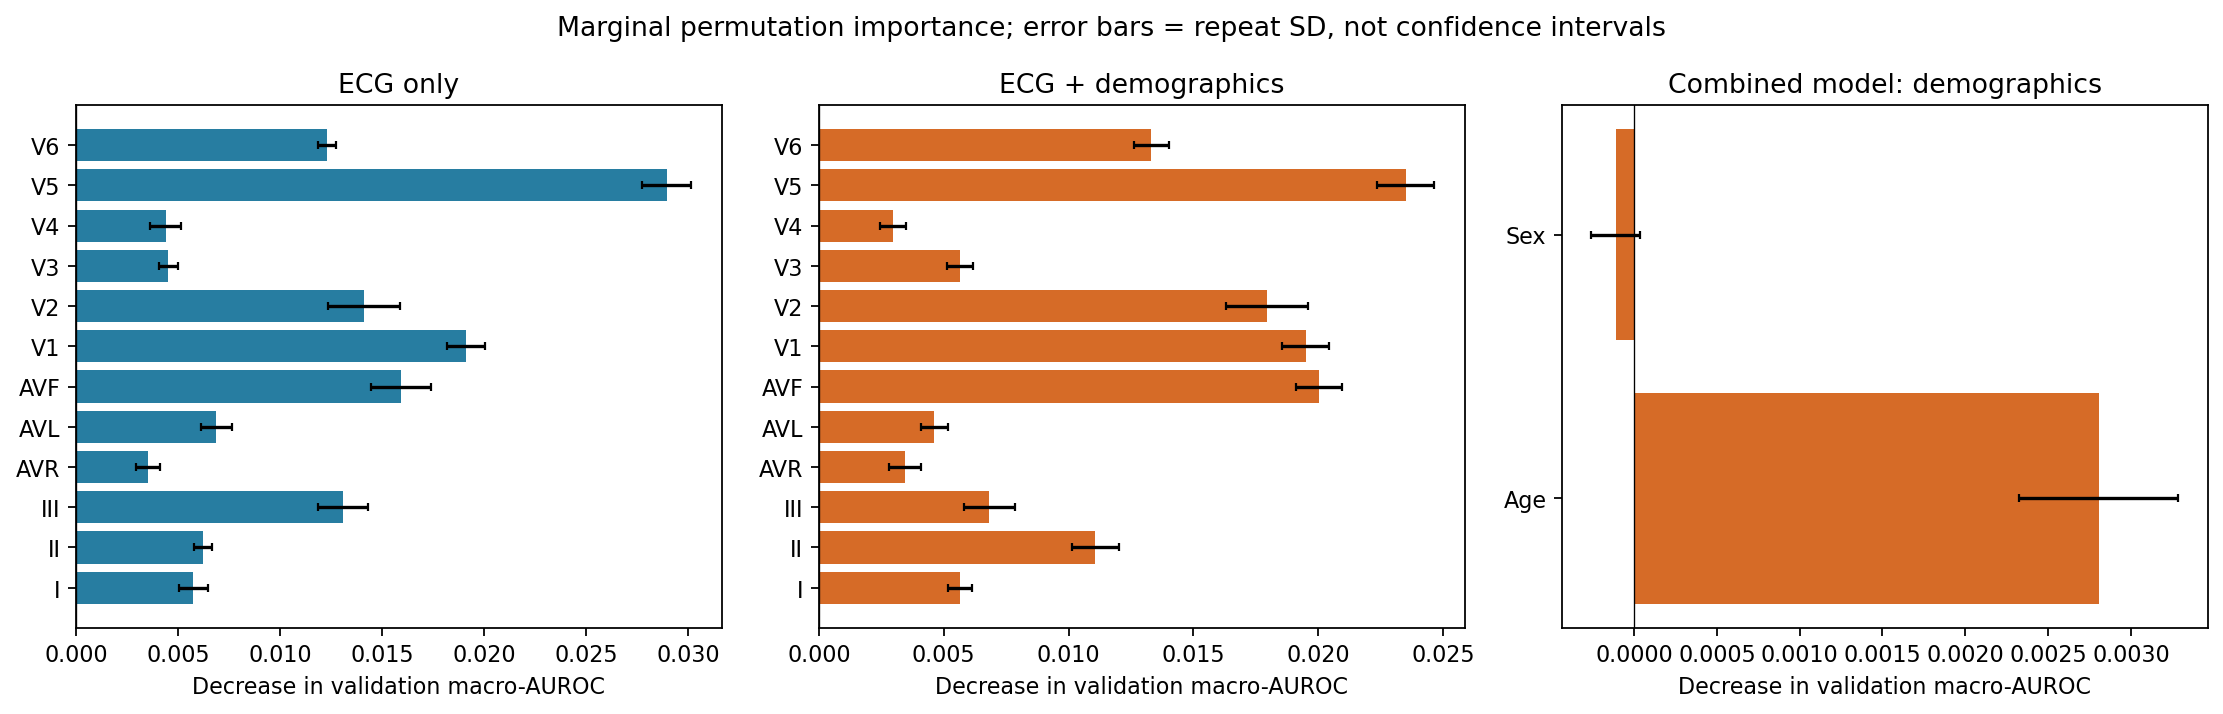 Marginal permutation importance; error bars = repeat SD, not confidence intervals
ECG only
V6
V5
V4
V3
V2
V1
AVF
AVL
AVR
III
II
I
0.000 0.005 0.010 0.015 0.020 0.025 0.030
Decrease in validation macro-AUROC
ECG + demographics
V6
V5
V4
V3
V2
V1
AVF
AVL
AVR
III
II
I
0.000 0.005 0.010 0.015 0.020 0.025
Decrease in validation macro-AUROC
Combined model: demographics
Sex
Age
0.0000 0.0005 0.0010 0.0015 0.0020 0.0025 0.0030
Decrease in validation macro-AUROC